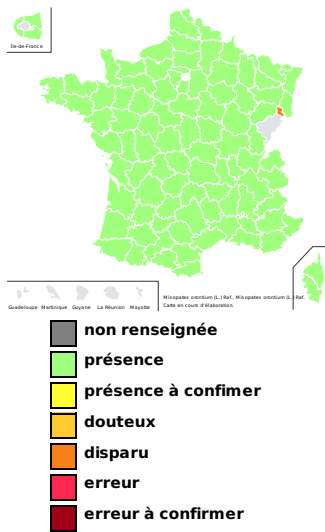 Île-de-France
Guadeloupe Martinique Guyane La Réunion Mayotte
Misopates orontium (L.) Raf., Misopates orontium (L.) Raf.
Carte en cours d'élaboration.
non renseignée
présence
présence à confimer
douteux
disparu
erreur
erreur à confirmer